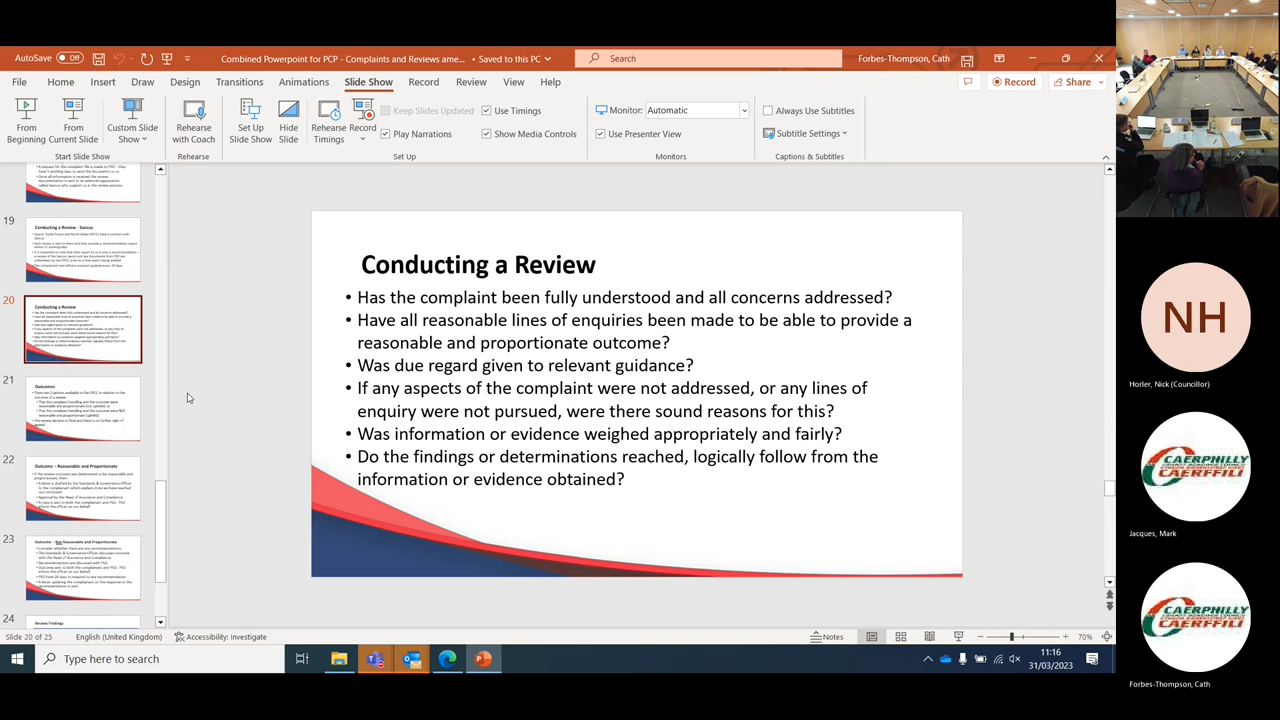 AutoSave Off
Combined Powerpoint for PCP - Complaints and Reviews ame... - Saved to this PC
Search
Forbes-Thompson, Cath
File Home Insert Draw Design Transitions Animations Slide Show Record Review View Help
Record Share
From Beginning
From Current Slide
Custom Slide Show
Rehearse with Coach
Set Up Slide Show
Hide Slide
Rehearse Timings
Record
Keep Slides Updated
Play Narrations
Use Timings
Show Media Controls
Monitor: Automatic
Use Presenter View
Always Use Subtitles
Subtitle Settings
Start Slide Show
Rehearse
Set Up
Monitors
Captions & Subtitles
19
Conducting a Review - Sancus
20
Conducting a Review
21
Outcomes
22
Outcome – Reasonable and Proportionate
23
Outcome – Not Reasonable and Proportionate
24
Review Findings
Conducting a Review
• Has the complaint been fully understood and all concerns addressed?
• Have all reasonable lines of enquiries been made in order to provide a
reasonable and proportionate outcome?
• Was due regard given to relevant guidance?
• If any aspects of the complaint were not addressed, or any lines of
enquiry were not pursued, were there sound reasons for this?
• Was information or evidence weighed appropriately and fairly?
• Do the findings or determinations reached, logically follow from the
information or evidence obtained?
Slide 20 of 25
English (United Kingdom)
Accessibility: Investigate
Notes
70%
Type here to search
11:16
31/03/2023
NH
Horler, Nick (Councillor)
CAERPHILLY
CAERFFILI
Jacques, Mark
CAERPHILLY
CAERFFILI
Forbes-Thompson, Cath